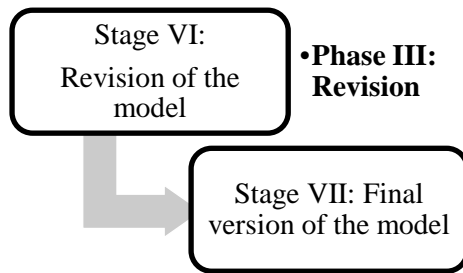 Stage VI:
Revision of the
model
•Phase III:
Revision
Stage VII: Final
version of the model